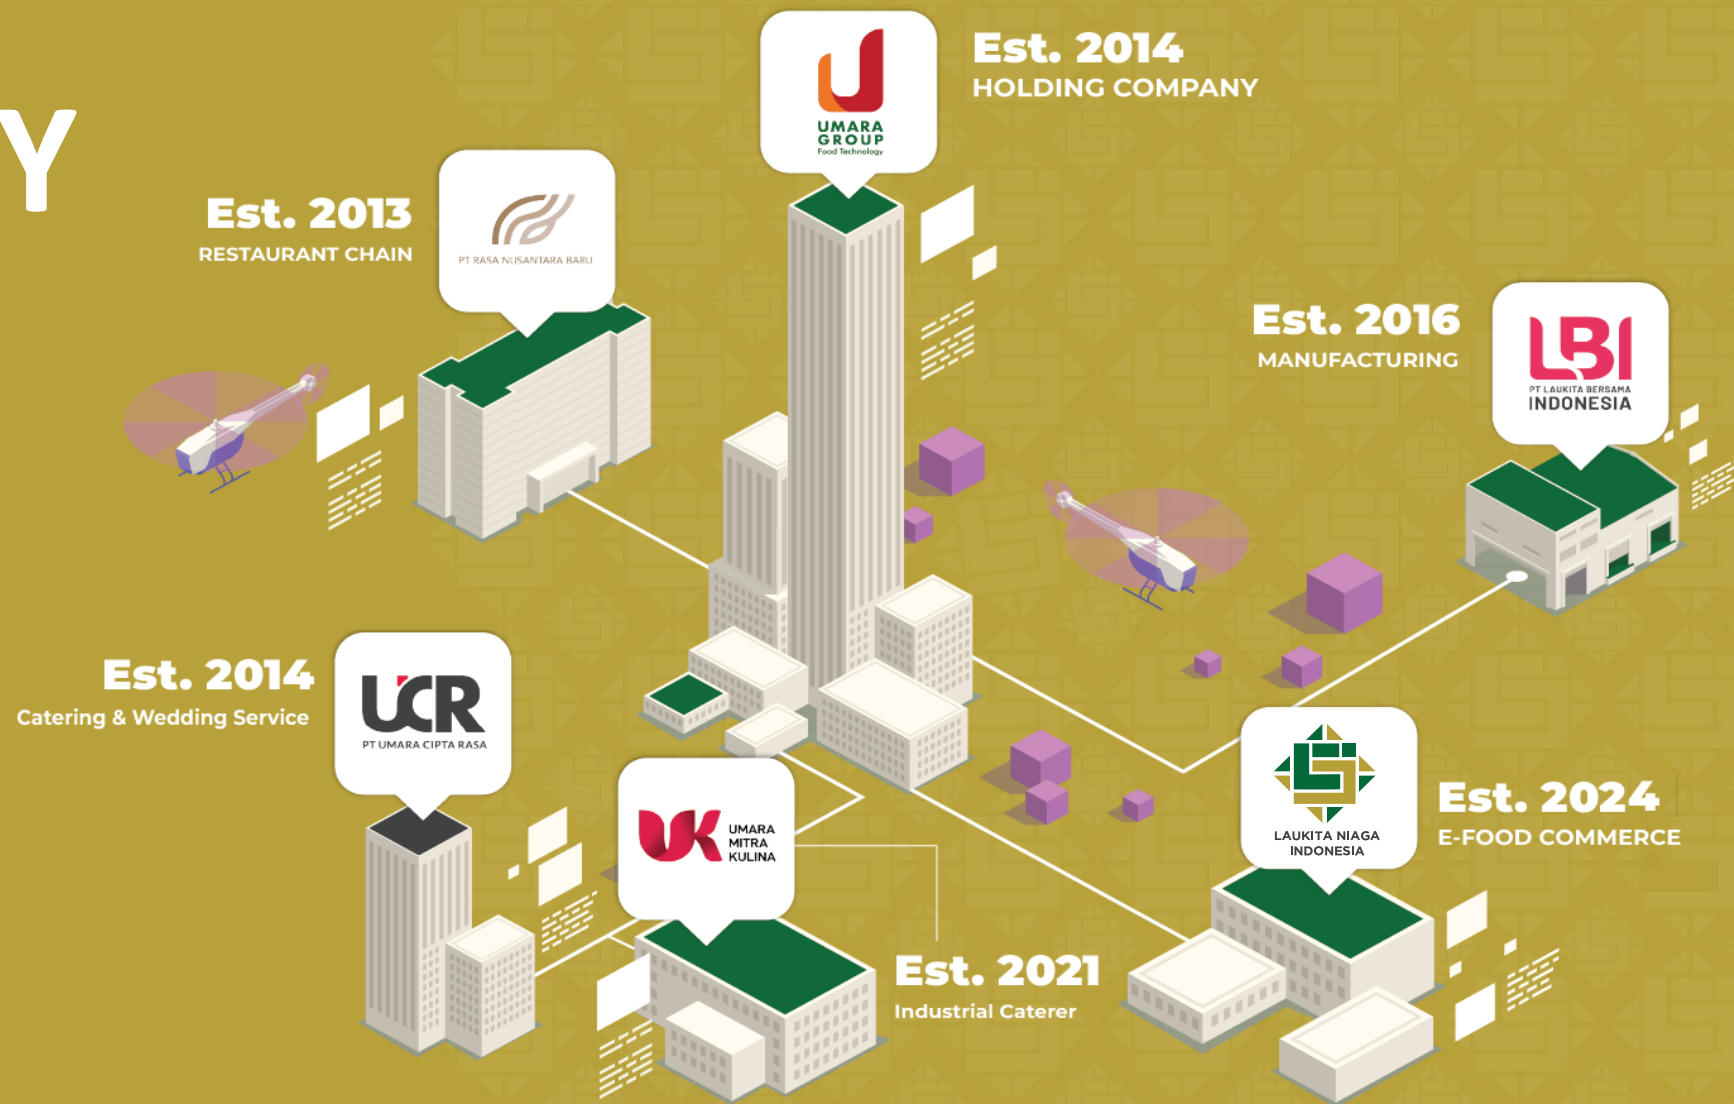 Y
Est. 2014
HOLDING COMPANY
UMARA
GROUP
Food Technology
Est. 2013
RESTAURANT CHAIN
PT RASA NUSANTARA BARU
Est. 2016
MANUFACTURING
LBI
PT LAUKITA BERSAMA
INDONESIA
Est. 2014
Catering & Wedding Service
UCR
PT UMARA CIPTA RASA
UK
UMARA
MITRA
KULINA
Est. 2021
Industrial Caterer
LAUKITA NIAGA
INDONESIA
Est. 2024
E-FOOD COMMERCE